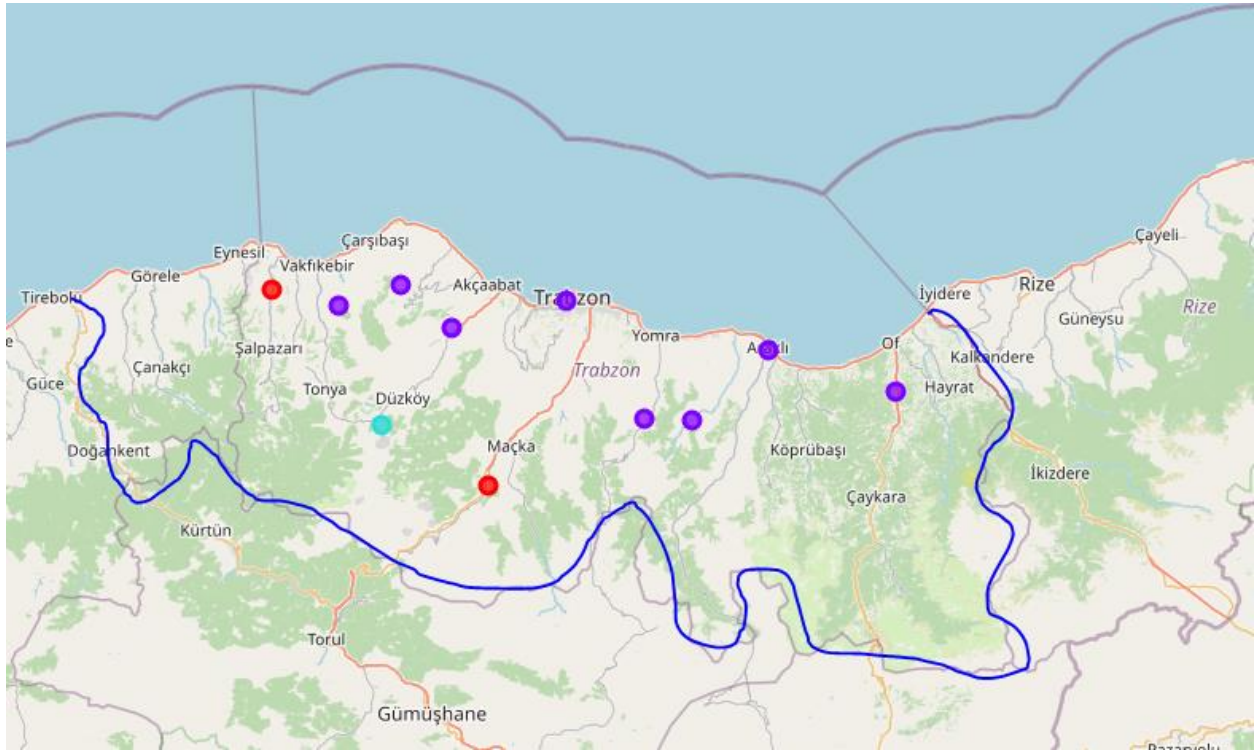 Çayeli
Çarşıbaşı
Eynesil
Vakfıkebir
Görele
Akçaabat
Rize
Tirebolu
Trabzon
İyidere
Rize
Güneysu
Yomra
Of
Şalpazarı
Kalkandere
Çanakçı
Trabzon
Güce
Tonya
Düzköy
Hayrat
Doğankent
Maçka
Köprübaşı
İkizdere
Çaykara
Kürtün
Torul
Gümüşhane